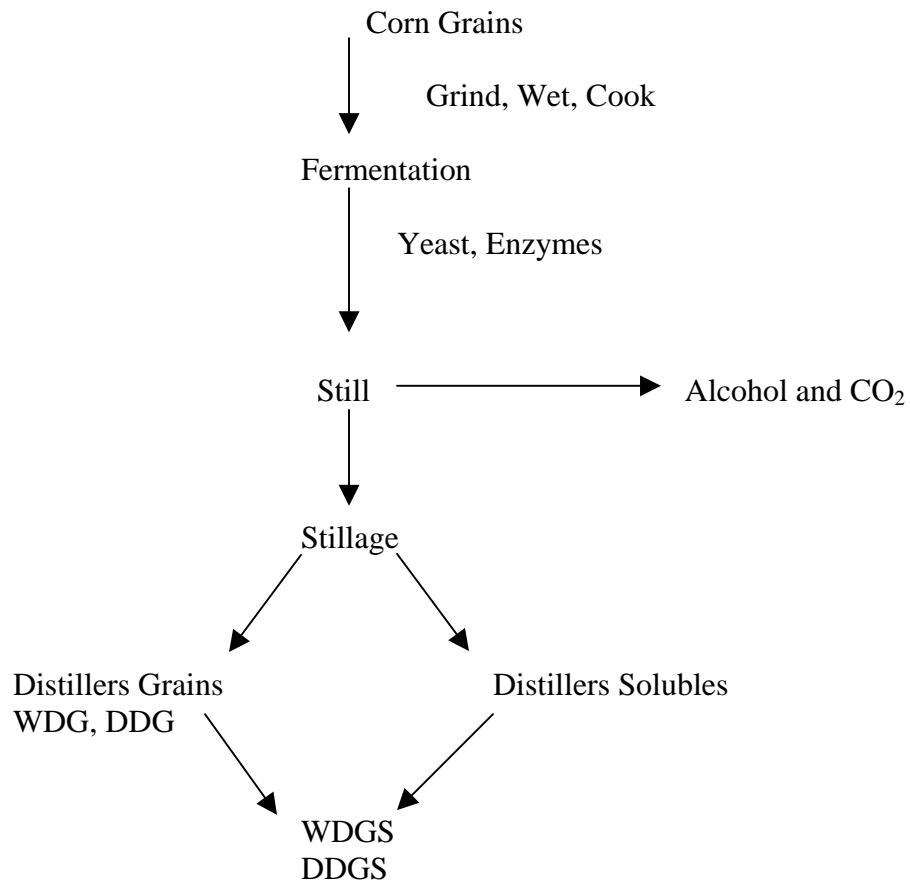 Corn Grains
Grind, Wet, Cook
Fermentation
Yeast, Enzymes
Still
Alcohol and CO₂
Stillage
Distillers Grains
WDG, DDG
Distillers Solubles
WDGS
DDGS